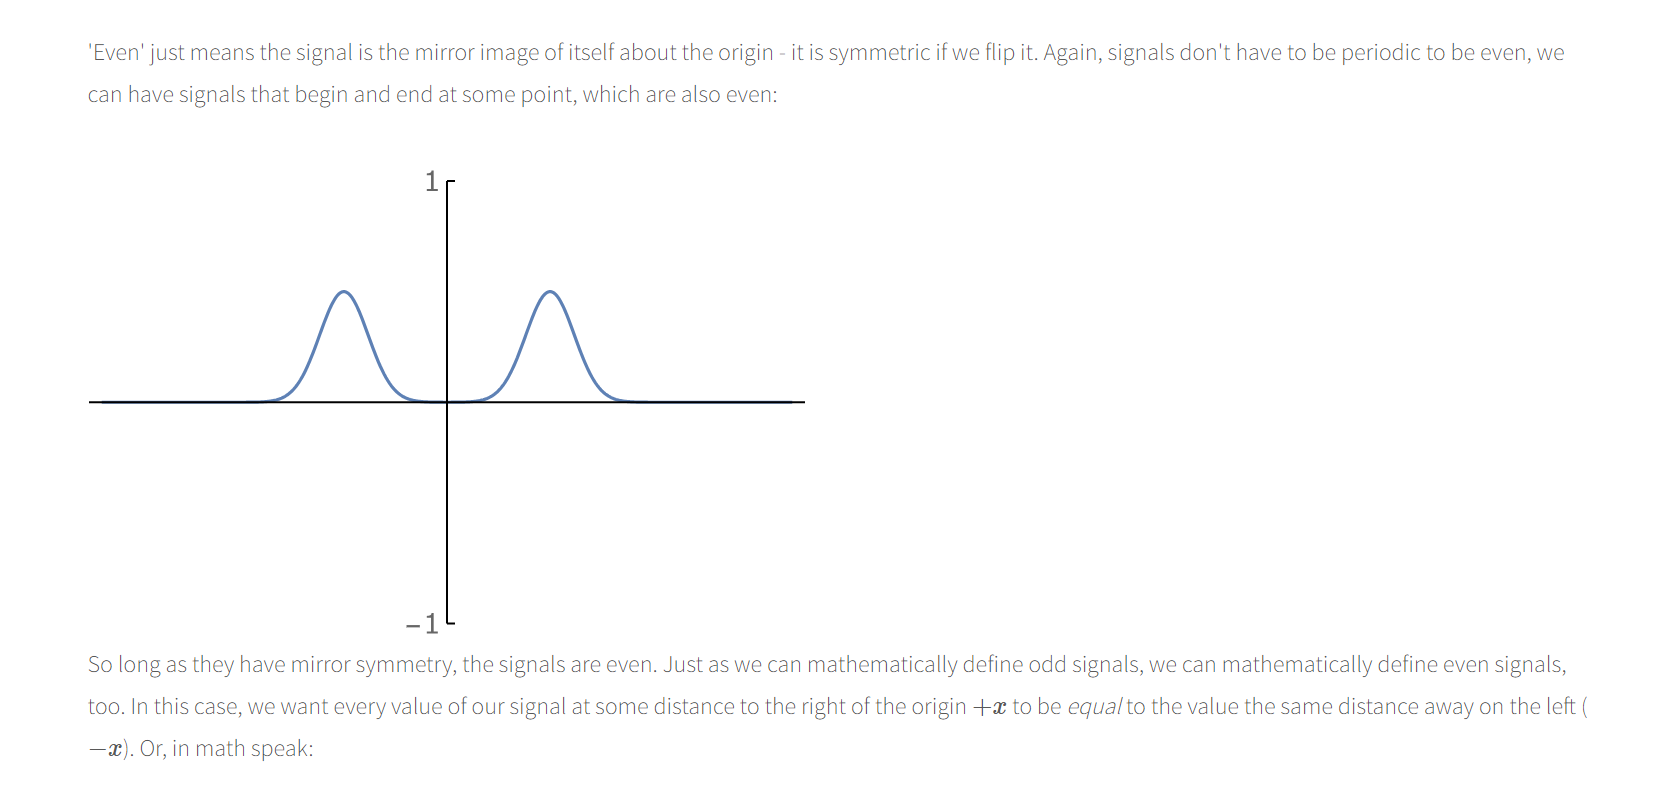 'Even' just means the signal is the mirror image of itself about the origin - it is symmetric if we flip it. Again, signals don't have to be periodic to be even, we
can have signals that begin and end at some point, which are also even:
1
−1
So long as they have mirror symmetry, the signals are even. Just as we can mathematically define odd signals, we can mathematically define even signals,
too. In this case, we want every value of our signal at some distance to the right of the origin +x to be equal to the value the same distance away on the left (
−x). Or, in math speak: